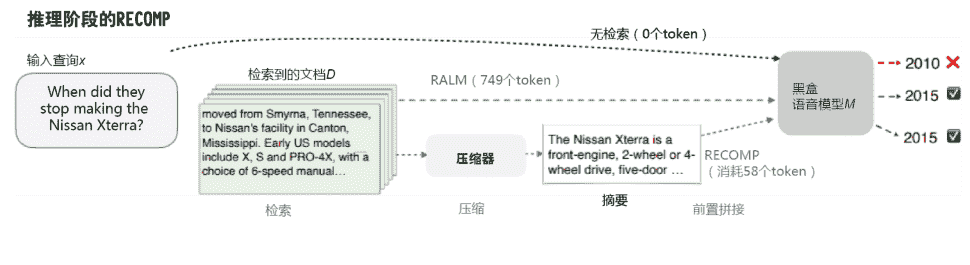 推理阶段的RECOMP
无检索（0个token）
输入查询x
When did they
stop making the
Nissan Xterra?
检索到的文档D
moved from Smyrna, Tennessee,
to Nissan's facility in Canton,
Mississippi. Early US models
include X, S and PRO-4X, with a
choice of 6-speed manual...
检索
RALM（749个token）
压缩器
压缩
The Nissan Xterra is a
front-engine, 2-wheel or 4-
wheel drive, five-door ...
摘要
RECOMP
（消耗58个token）
前置拼接
黑盒
语音模型M
2010
2015
2015